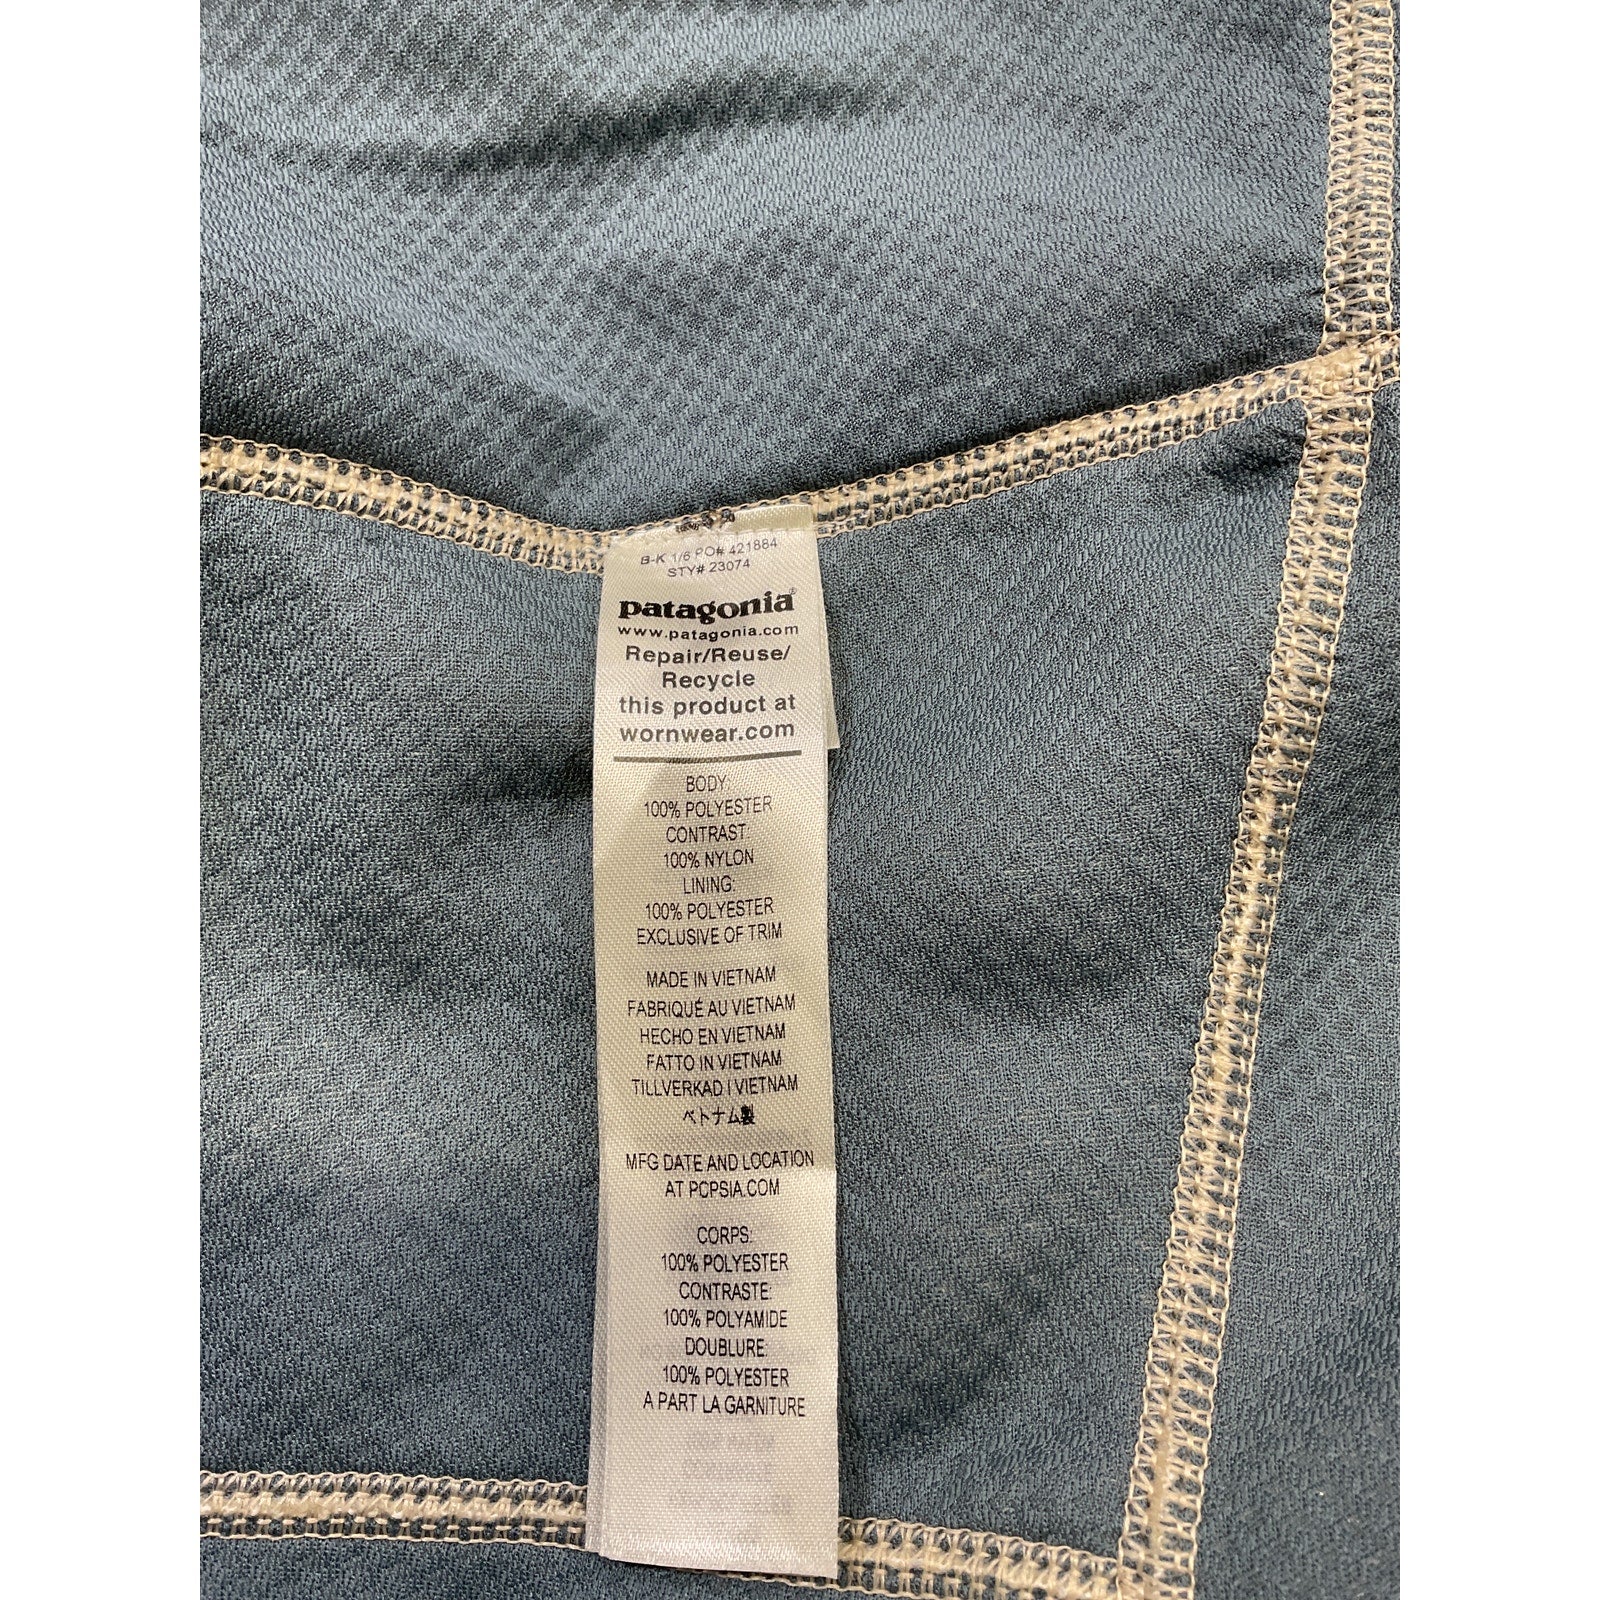 B-K 1/6 PO# 421884
STY# 23074
patagonia®
www.patagonia.com
Repair/Reuse/
Recycle
this product at
wornwear.com
BODY:
100% POLYESTER
CONTRAST:
100% NYLON
LINING:
100% POLYESTER
EXCLUSIVE OF TRIM
MADE IN VIETNAM
FABRIQUÉ AU VIETNAM
HECHO EN VIETNAM
FATTO IN VIETNAM
TILLVERKAD I VIETNAM
ベトナム製
MFG DATE AND LOCATION
AT PCPSIA.COM
CORPS:
100% POLYESTER
CONTRASTE:
100% POLYAMIDE
DOUBLURE:
100% POLYESTER
A PART LA GARNITURE